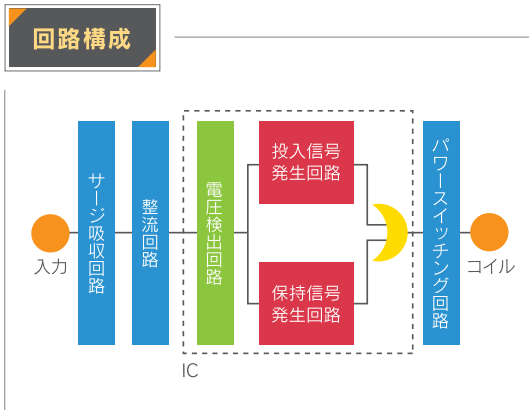 回路構成
入力
サージ吸収回路
整流回路
電圧検出回路
投入信号
発生回路
保持信号
発生回路
パワースイッチング回路
コイル
IC